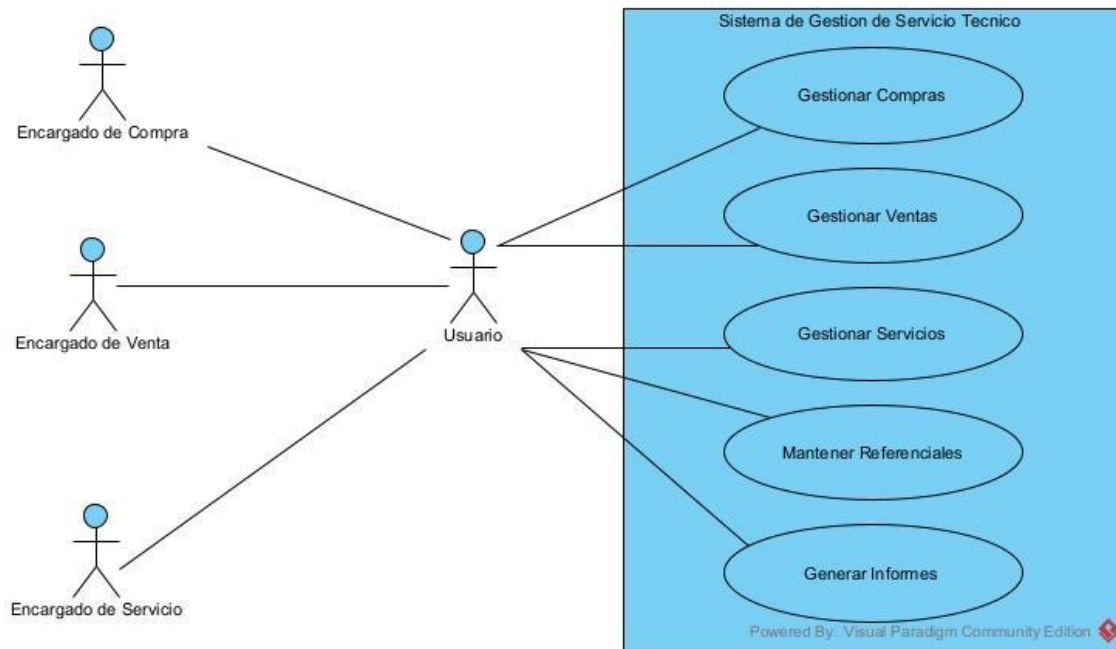 Sistema de Gestion de Servicio Tecnico
Gestionar Compras
Encargado de Compra
Gestionar Ventas
Encargado de Venta
Usuario
Gestionar Servicios
Mantener Referenciales
Generar Informes
Encargado de Servicio
Powered By Visual Paradigm Community Edition